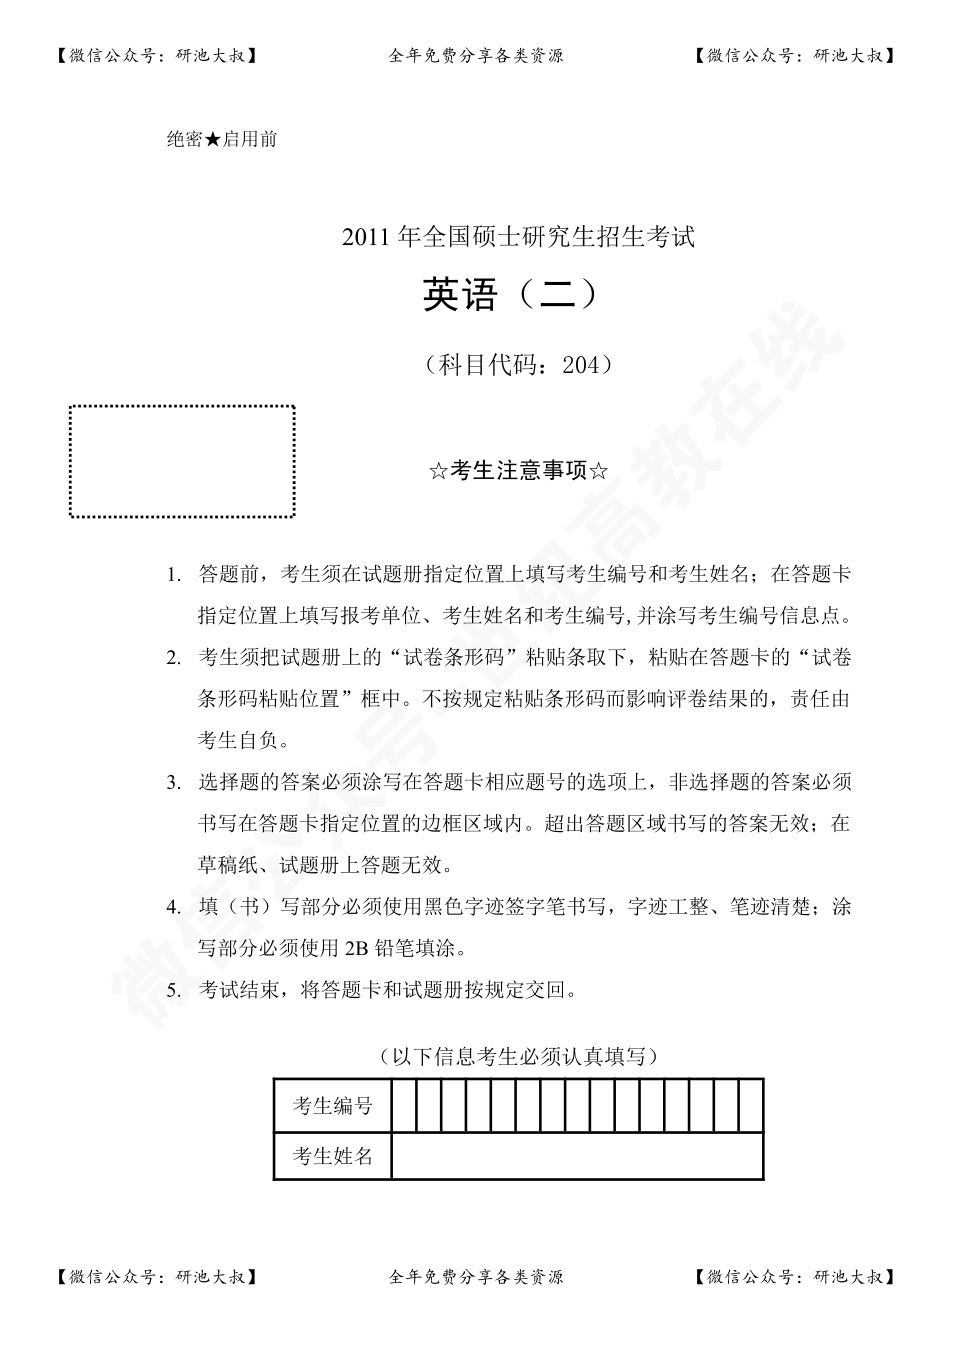 【微信公众号：研池大叔】 全年免费分享各类资源 【微信公众号：研池大叔】
绝密★启用前
2011 年全国硕士研究生招生考试
英语（二）
（科目代码：204）
☆考生注意事项☆
1. 答题前，考生须在试题册指定位置上填写考生编号和考生姓名；在答题卡
指定位置上填写报考单位、考生姓名和考生编号,并涂写考生编号信息点。
2. 考生须把试题册上的“试卷条形码”粘贴条取下，粘贴在答题卡的“试卷
条形码粘贴位置”框中。不按规定粘贴条形码而影响评卷结果的，责任由
考生自负。
3. 选择题的答案必须涂写在答题卡相应题号的选项上，非选择题的答案必须
书写在答题卡指定位置的边框区域内。超出答题区域书写的答案无效；在
草稿纸、试题册上答题无效。
4. 填（书）写部分必须使用黑色字迹签字笔书写，字迹工整、笔迹清楚；涂
写部分必须使用 2B 铅笔填涂。
5. 考试结束，将答题卡和试题册按规定交回。
（以下信息考生必须认真填写）
考生编号
考生姓名
【微信公众号：研池大叔】 全年免费分享各类资源 【微信公众号：研池大叔】